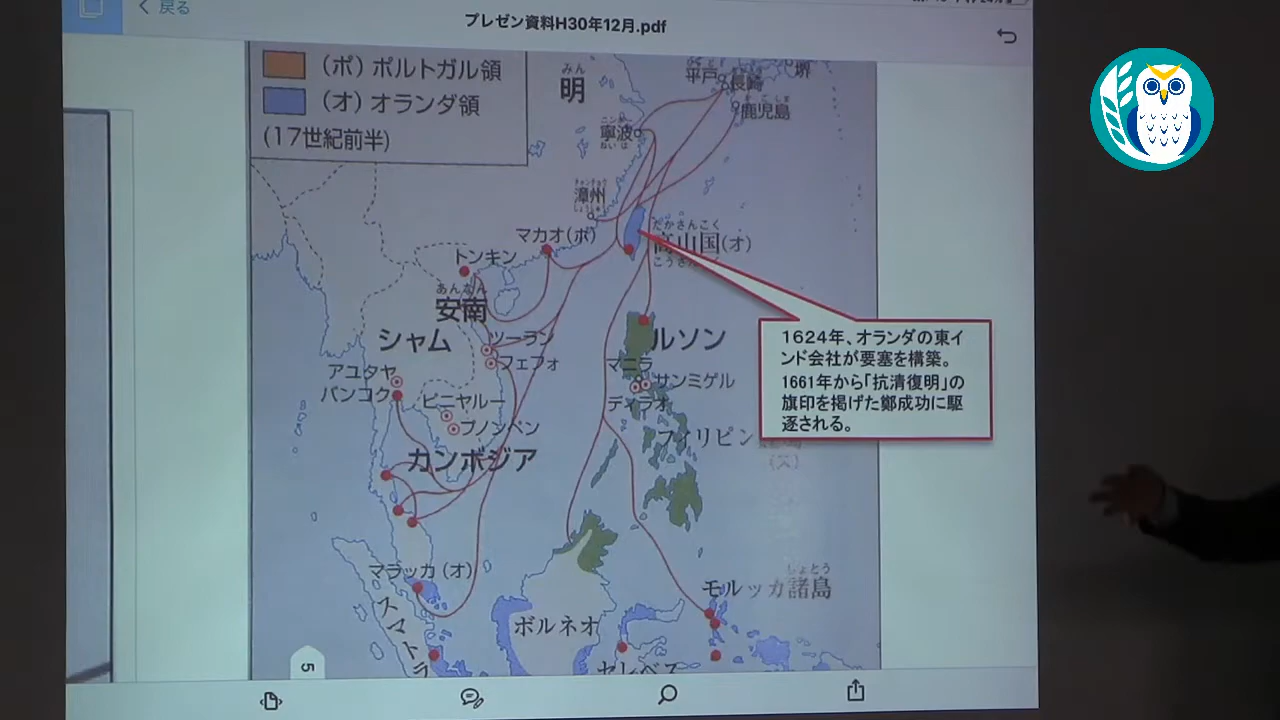 戻る
プレゼン資料H30年12月.pdf
(ポ) ポルトガル領
(オ) オランダ領
(17世紀前半)
みん
明
平戸
長崎
堺
鹿児島
寧波
漳州
マカオ(ポ)
たかさんこく
高山国(オ)
トンキン
あんなん
安南
シャム
ツーラン
フェフォ
ルソン
1624年、オランダの東イ
ンド会社が要塞を構築。
1661年から「抗清復明」の
旗印を掲げた鄭成功に駆
逐される。
アユタヤ
バンコク
マニラ
サンミゲル
ディラオ
ピニャルー
プノンペン
フィリピン
カンボジア
マラッカ(オ)
しょとう
モルッカ諸島
スマトラ
ボルネオ
セレベス
5